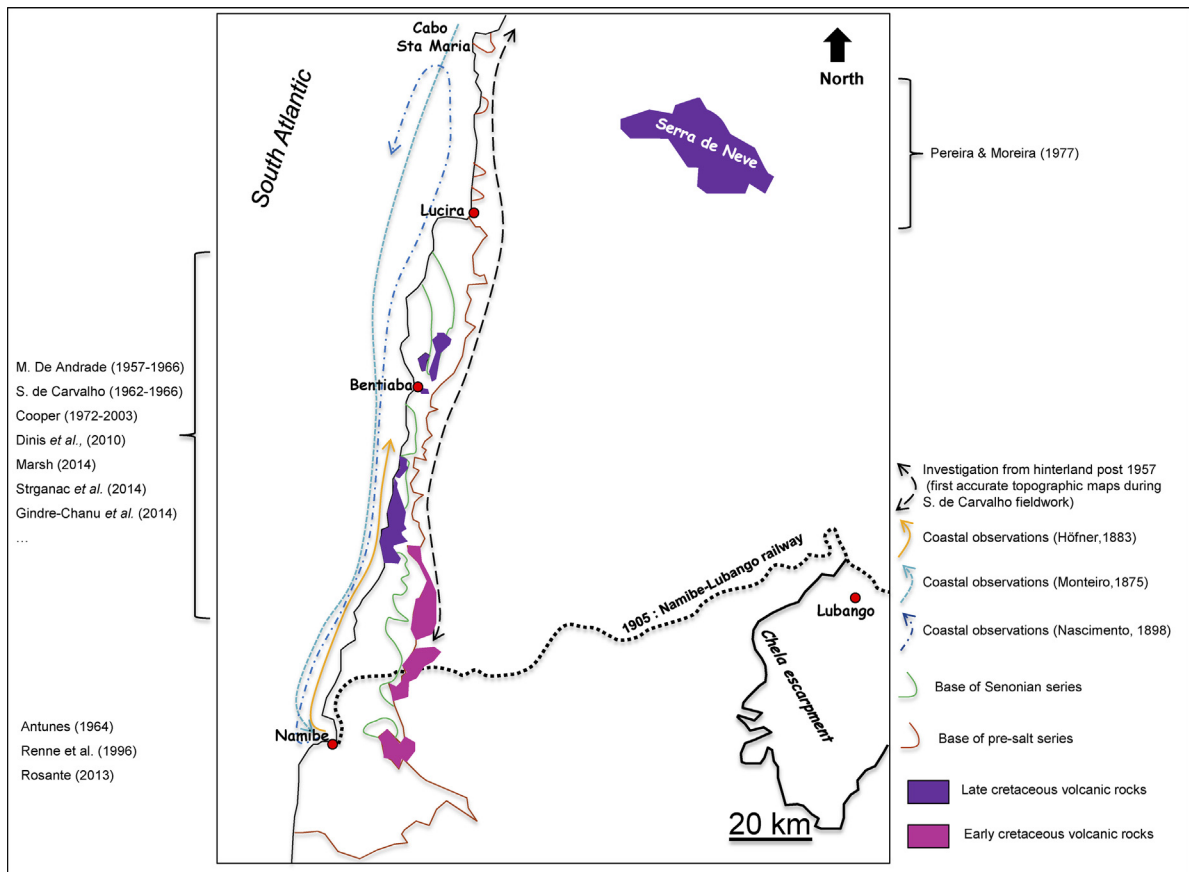 Cabo
Sta Maria
North
South Atlantic
Serra de Neve
Pereira & Moreira (1977)
Lucira
M. De Andrade (1957-1966)
S. de Carvalho (1962-1966)
Cooper (1972-2003)
Dinis et al., (2010)
Marsh (2014)
Strganac et al. (2014)
Gindre-Chanu et al. (2014)
...
Bentiaba
Investigation from hinterland post 1957
(first accurate topographic maps during
S. de Carvalho fieldwork)
Coastal observations (Höfner,1883)
Coastal observations (Monteiro,1875)
Coastal observations (Nascimento, 1898)
Base of Senonian series
Base of pre-salt series
Late cretaceous volcanic rocks
Early cretaceous volcanic rocks
1905 : Namibe-Lubango railway
Lubango
Chela escarpment
Namibe
Antunes (1964)
Renne et al. (1996)
Rosante (2013)
20 km